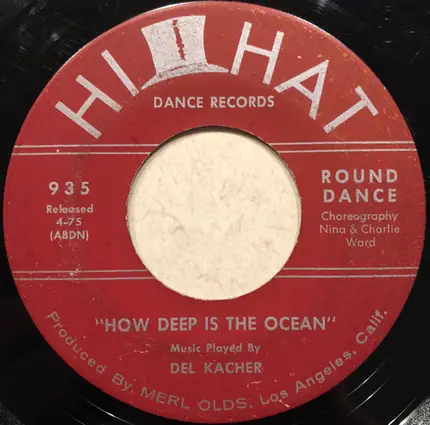 HI HAT
DANCE RECORDS
935
Released
4-75
(ABDN)
ROUND
DANCE
Choreography
Nina & Charlie
Ward
"HOW DEEP IS THE OCEAN"
Music Played By
DEL KACHER
Produced By, MERL OLDS, Los Angeles, Calif.